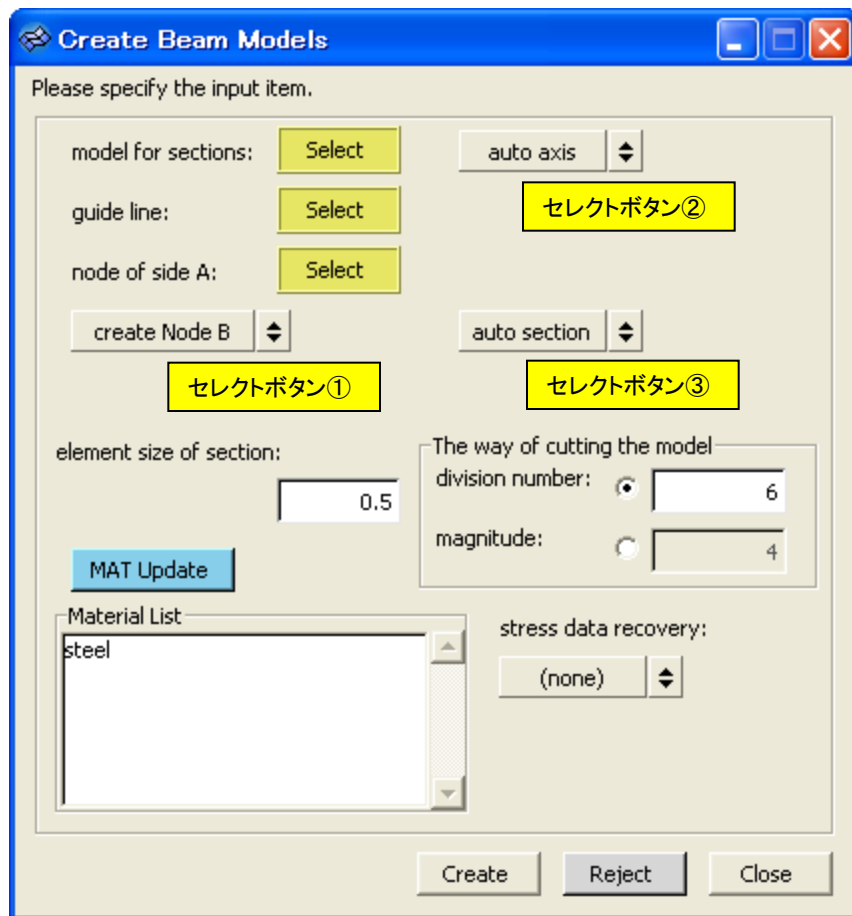 Create Beam Models
Please specify the input item.
model for sections: Select auto axis
セレクトボタン②
guide line: Select
node of side A: Select
create Node B auto section
セレクトボタン① セレクトボタン③
element size of section:
0.5
The way of cutting the model
division number: 6
magnitude: 4
MAT Update
Material List
steel
stress data recovery:
(none)
Create Reject Close